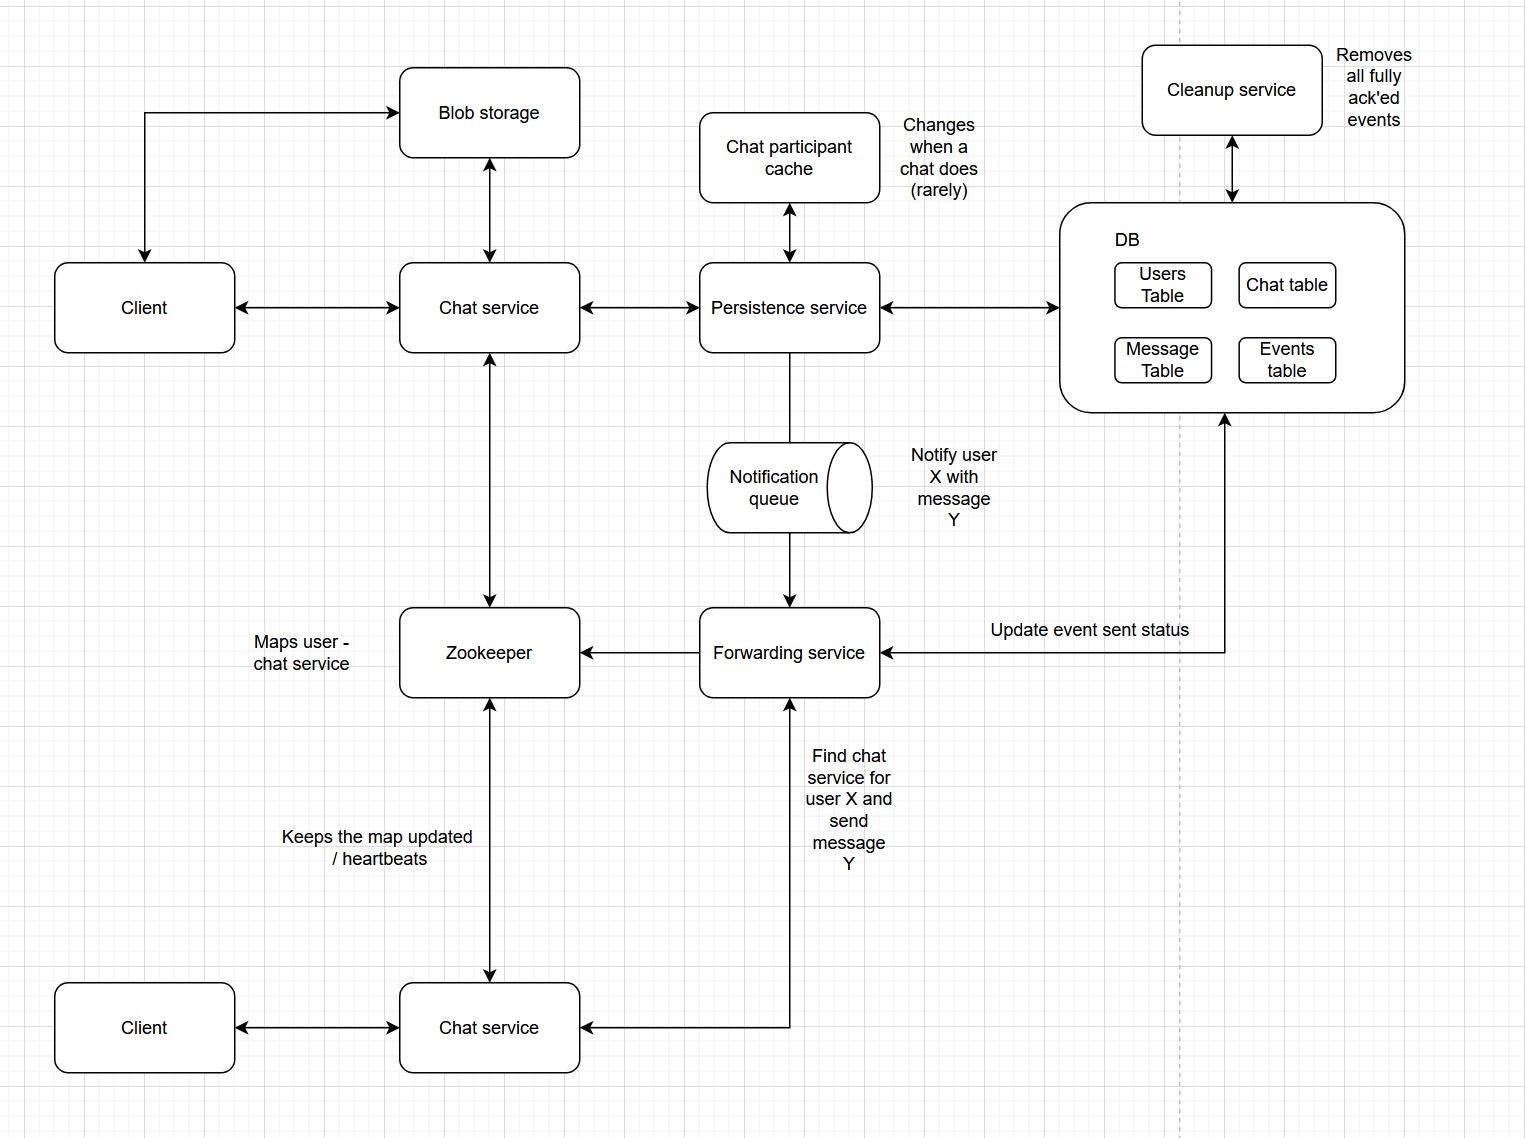 Cleanup service
Removes
all fully
ack'ed
events
Blob storage
Chat participant
cache
Changes
when a
chat does
(rarely)
DB
Users
Table
Chat table
Message
Table
Events
table
Client
Chat service
Persistence service
Notification
queue
Notify user
X with
message
Y
Maps user -
chat service
Zookeeper
Forwarding service
Update event sent status
Find chat
service for
user X and
send
message
Y
Keeps the map updated
/ heartbeats
Client
Chat service